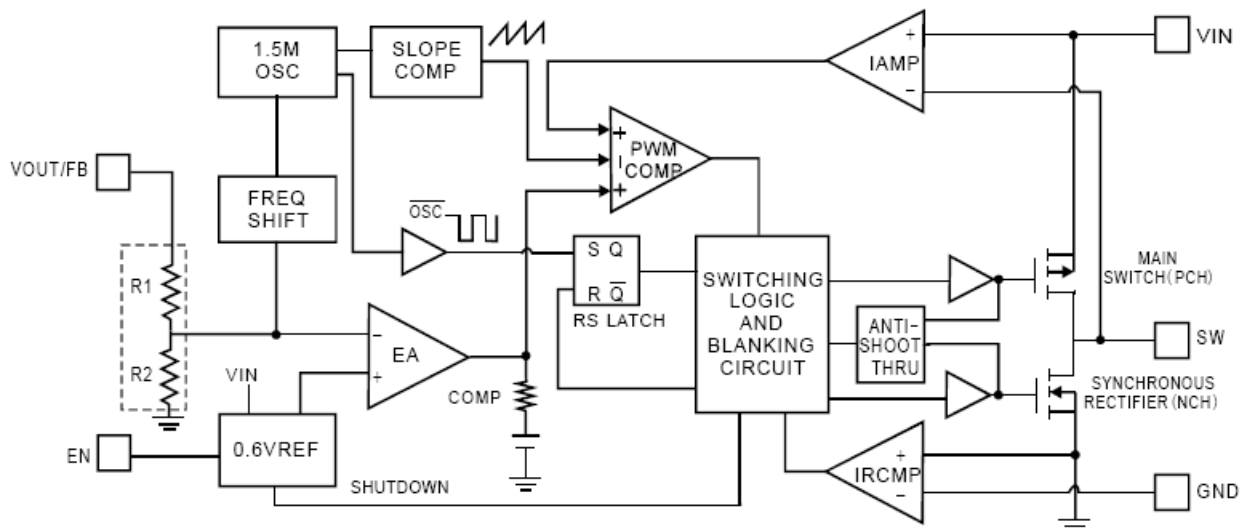 1.5M
OSC
SLOPE
COMP
+
IAMP
−
VIN
VOUT/FB
FREQ
SHIFT
+
I
+
PWM
COMP
OSC
R1
R2
S Q
R Q
RS LATCH
SWITCHING
LOGIC
AND
BLANKING
CIRCUIT
ANTI-
SHOOT
THRU
MAIN
SWITCH(PCH)
SW
SYNCHRONOUS
RECTIFIER(NCH)
−
EA
+
VIN
COMP
EN
0.6VREF
SHUTDOWN
+
IRCMP
−
GND